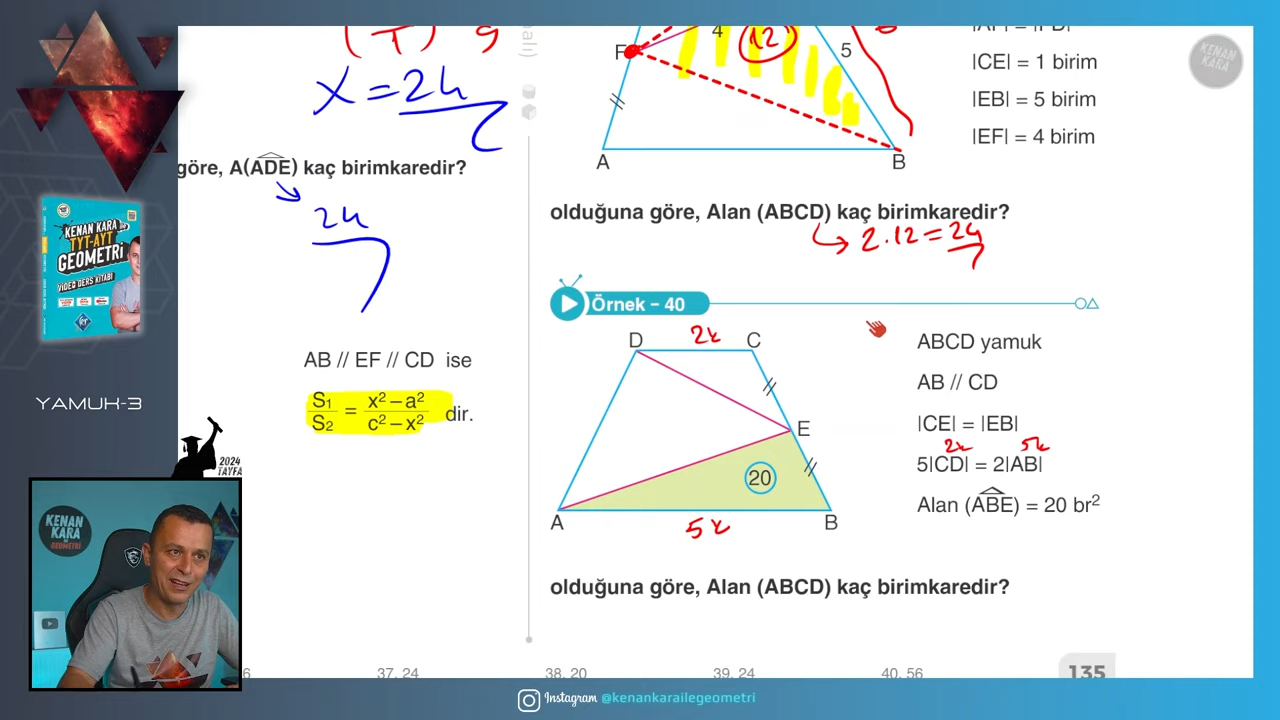 X = 24
göre, A(ADE) kaç birimkaredir?
24
AB // EF // CD ise
S₁/S₂ = (x² – a²)/(c² – x²) dir.
F
4
12
5
A
B
|CE| = 1 birim
|EB| = 5 birim
|EF| = 4 birim
olduğuna göre, Alan (ABCD) kaç birimkaredir?
2.12 = 24
Örnek – 40
D
2k
C
E
20
A
5k
B
ABCD yamuk
AB // CD
|CE| = |EB|
2k
5k
5|CD| = 2|AB|
Alan (ABE) = 20 br²
olduğuna göre, Alan (ABCD) kaç birimkaredir?
37. 24
38. 20
39. 24
40. 56
135
KENAN KARA
TYT-AYT
GEOMETRİ
VİDEO DERS KİTABI
YAMUK-3
2024
TAYFA
KENAN
KARA
GEOMETRİ
KENAN
KARA
Instagram @kenankarailegeometri